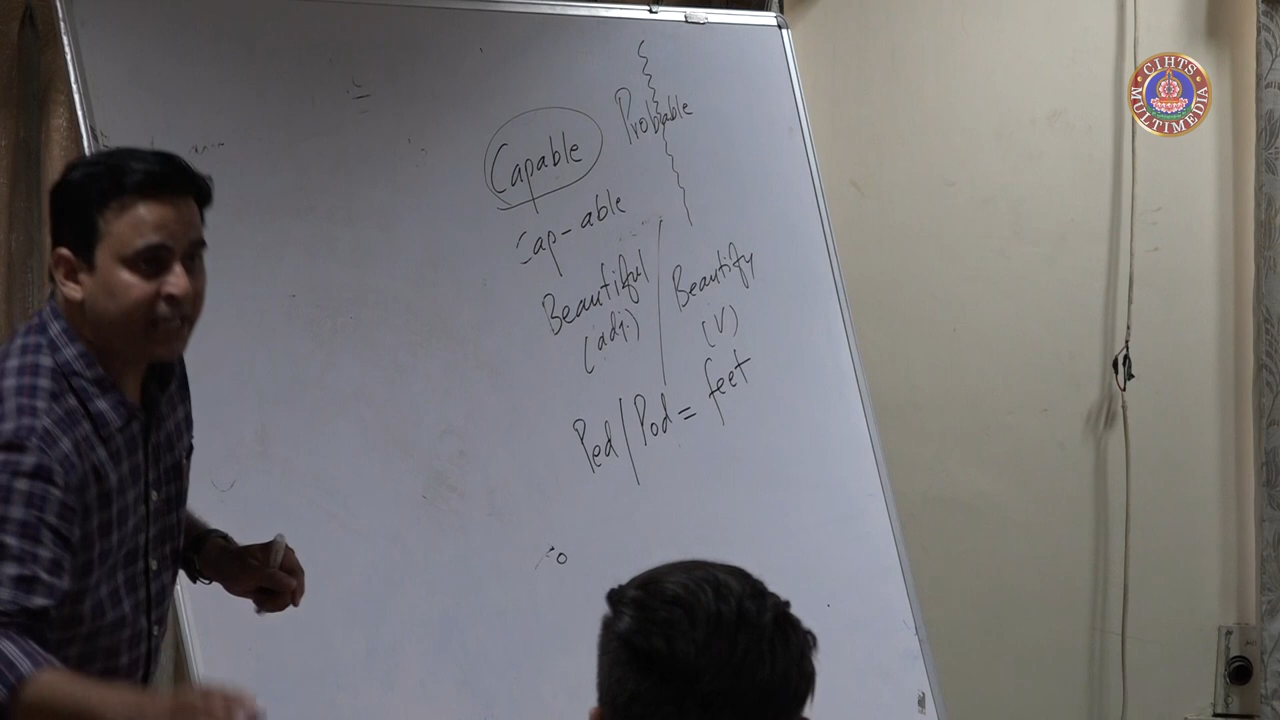 Probable
Capable
Cap-able
Beautiful / Beautify
(adj.) (V)
Ped/Pod = feet
CIHTS
MULTIMEDIA